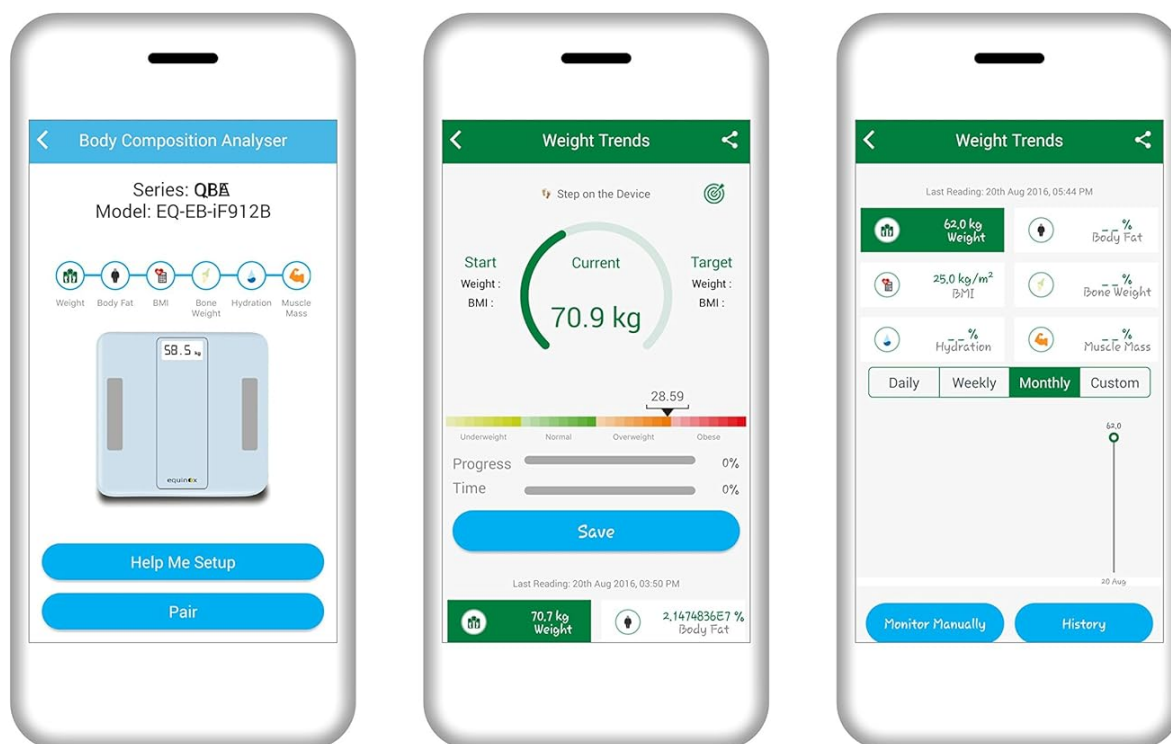 Body Composition Analyser
Series:
Model: EQ-EB-iF912B
Weight
Body Fat
BMI
Bone Weight
Hydration
Muscle Mass
58.5 kg
equinox
Help Me Setup
Pair
Weight Trends
Step on the Device
Start
Weight :
BMI :
Current
70.9 kg
Target
Weight :
BMI :
28.59
Underweight
Normal
Overweight
Obese
Progress
0%
Time
0%
Save
Last Reading: 20th Aug 2016, 03:50 PM
70.7 kg
Weight
2.1474836E7 %
Body Fat
Weight Trends
Last Reading: 20th Aug 2016, 05:44 PM
62.0 kg
Weight
_ _ %
Body Fat
25.0 kg/m²
BMI
_ _ %
Bone Weight
_ _ %
Hydration
_ _ %
Muscle Mass
Daily
Weekly
Monthly
Custom
62.0
20 Aug
Monitor Manually
History